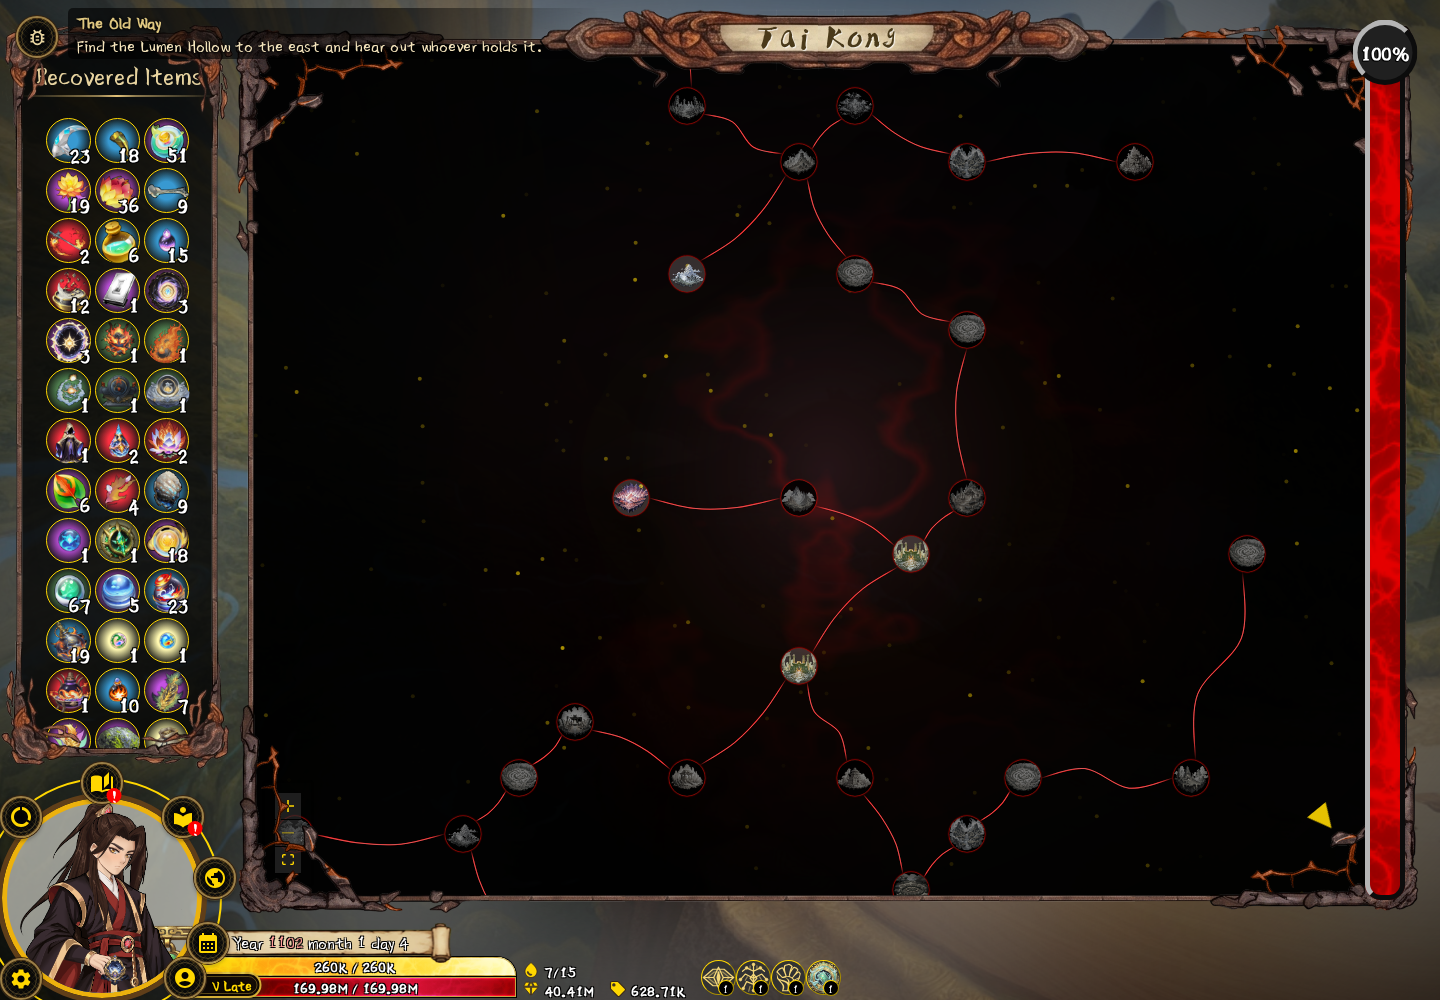 The Old Way
Find the Lumen Hollow to the east and hear out whoever holds it.
Tai Kong
100%
Recovered Items
23 18 51
19 36 9
2 6 15
12 1 3
3 1 1
1 1 1
1 2 2
6 4 9
1 1 18
67 5 23
19 1 1
1 10 7
Year 1102 month 1 day 4
260K / 260K
V Late
169.98M / 169.98M
7/15
40.41M
628.71K
1 1 1 1